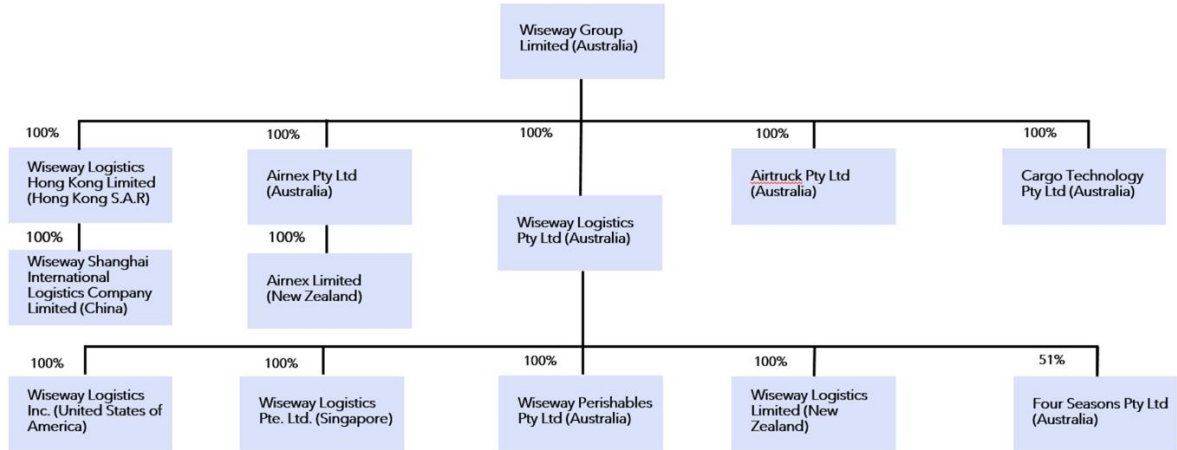 Wiseway Group
Limited (Australia)
100%
100%
100%
100%
100%
Wiseway Logistics
Hong Kong Limited
(Hong Kong S.A.R)
Airnex Pty Ltd
(Australia)
Wiseway Logistics
Pty Ltd (Australia)
Airtruck Pty Ltd
(Australia)
Cargo Technology
Pty Ltd (Australia)
100%
100%
Wiseway Shanghai
International
Logistics Company
Limited (China)
Airnex Limited
(New Zealand)
100%
100%
100%
100%
51%
Wiseway Logistics
Inc. (United States of
America)
Wiseway Logistics
Pte. Ltd. (Singapore)
Wiseway Perishables
Pty Ltd (Australia)
Wiseway Logistics
Limited (New
Zealand)
Four Seasons Pty Ltd
(Australia)